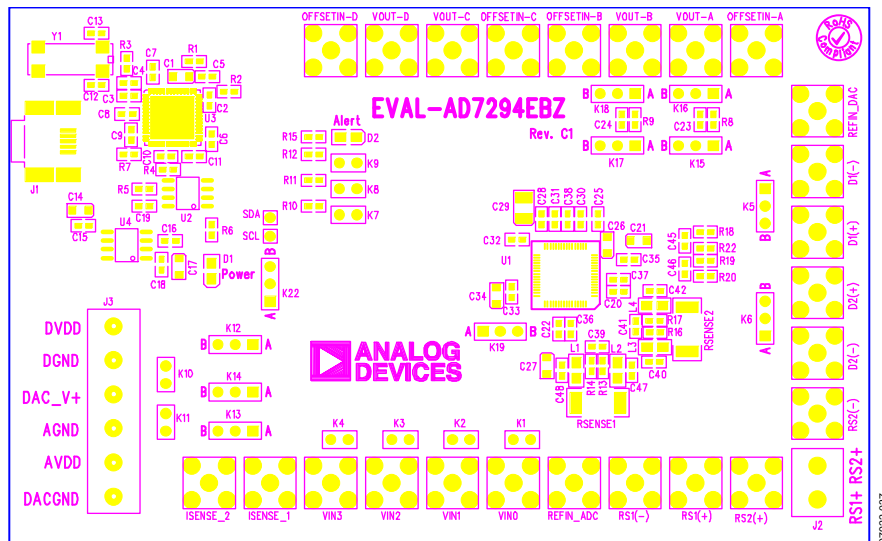 OFFSETIN-D VOUT-D VOUT-C OFFSETIN-C OFFSETIN-B VOUT-B VOUT-A OFFSETIN-A
RoHS Compliant
Y1 C13 R3 C7 R1 C1 C5 R2
C4 C3 C12 C2
C8 U3 C9 C6
R7 C10 C11 R4
J1
EVAL-AD7294EBZ
Rev. C1
Alert
R15 D2
R12 K9
R11 K8
R10 K7
B K18 A B K16 A
C24 R9 C23 R8
B K17 A B K15 A
REFIN_DAC
D1(-)
D1(+)
D2(+)
D2(-)
RS2(-)
A K5 B
B K6 A
C14 C15 R5 C19 U2 U4 C16 R6
SDA
SCL
C18 C17 D1 Power
B K22 A
C29 C28 C31 C38 C30 C25
C26 C21
C32 U1 C35
C37 C20
C34 C33
C45 R18
R22
C46 R19
R20
C42 L4 R17 C41 R16 L3 C40
RSENSE2
A K19 B
C22 C36 C39
C27 L1 L2
C48 R14 R13 C47
RSENSE1
J3
DVDD
DGND
DAC_V+
AGND
AVDD
DACGND
K10
K11
K12
B A
K14
B A
K13
B A
ANALOG
DEVICES
K4 K3 K2 K1
ISENSE_2 ISENSE_1 VIN3 VIN2 VIN1 VIN0 REFIN_ADC RS1(-) RS1(+) RS2(+)
J2
RS1+ RS2+